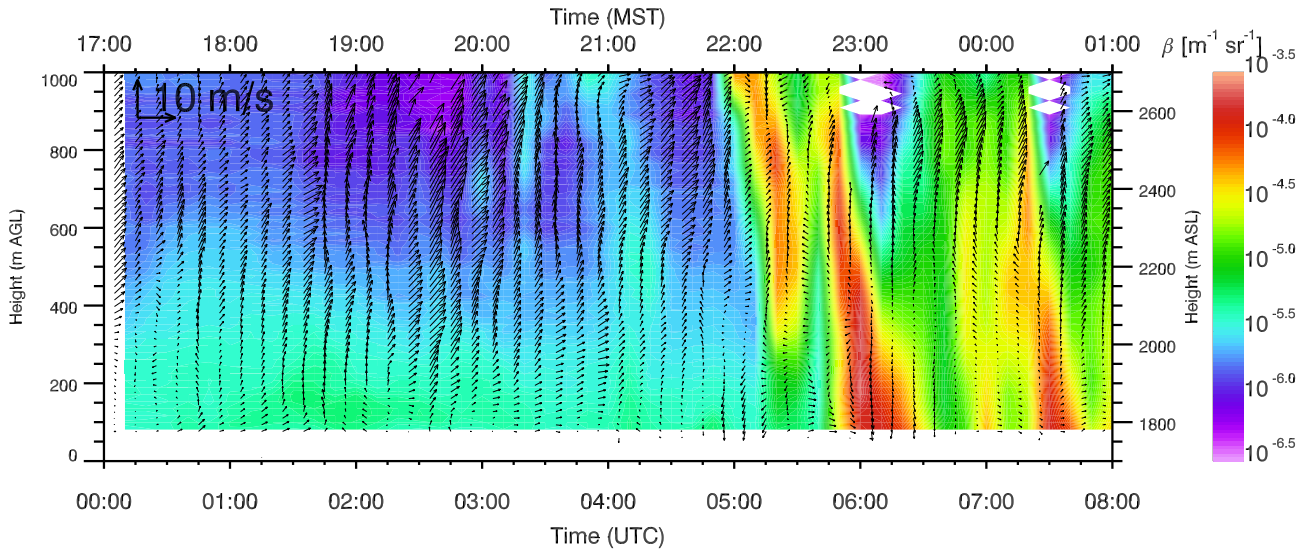 Time (MST)
17:00 18:00 19:00 20:00 21:00 22:00 23:00 00:00 01:00
β [m⁻¹ sr⁻¹]
10 m/s
Height (m AGL)
1000
800
600
400
200
0
2600
2400
2200
2000
1800
Height (m ASL)
10⁻³·⁵
10⁻⁴·⁰
10⁻⁴·⁵
10⁻⁵·⁰
10⁻⁵·⁵
10⁻⁶·⁰
10⁻⁶·⁵
00:00 01:00 02:00 03:00 04:00 05:00 06:00 07:00 08:00
Time (UTC)